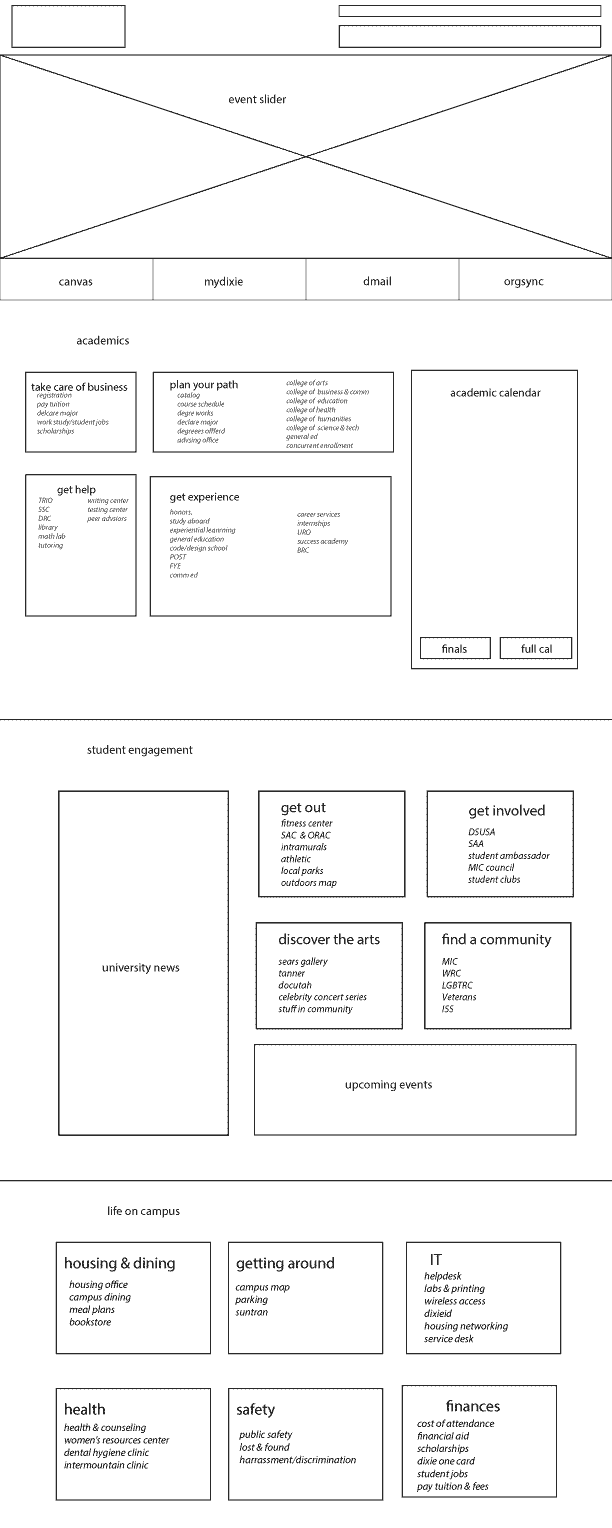 event slider
canvas
mydixie
dmail
orgsync
academics
take care of business
registration
pay tuition
delcare major
work study/student jobs
scholarships
plan your path
catalog
course schedule
degre works
declare major
degreees offferd
advsing office
college of arts
college of business & comm
college of education
college of health
college of humanities
college of science & tech
general ed
concurrent enrollment
academic calendar
get help
TRIO
SSC
DRC
library
math lab
tutoring
writing center
testing center
peer advsiors
get experience
honors,
study aboard
experiential learnning
general education
code/design school
POST
FYE
comm ed
career services
internships
URO
success academy
BRC
finals
full cal
student engagement
university news
get out
fitness center
SAC & ORAC
intramurals
athletic
local parks
outdoors map
get involved
DSUSA
SAA
student ambassador
MIC council
student clubs
discover the arts
sears gallery
tanner
docutah
celebrity concert series
stuff in community
find a community
MIC
WRC
LGBTRC
Veterans
ISS
upcoming events
life on campus
housing & dining
housing office
campus dining
meal plans
bookstore
getting around
campus map
parking
suntran
IT
helpdesk
labs & printing
wireless access
dixieid
housing networking
service desk
health
health & counseling
women's resources center
dental hygiene clinic
intermountain clinic
safety
public safety
lost & found
harrassment/discrimination
finances
cost of attendance
financial aid
scholarships
dixie one card
student jobs
pay tuition & fees